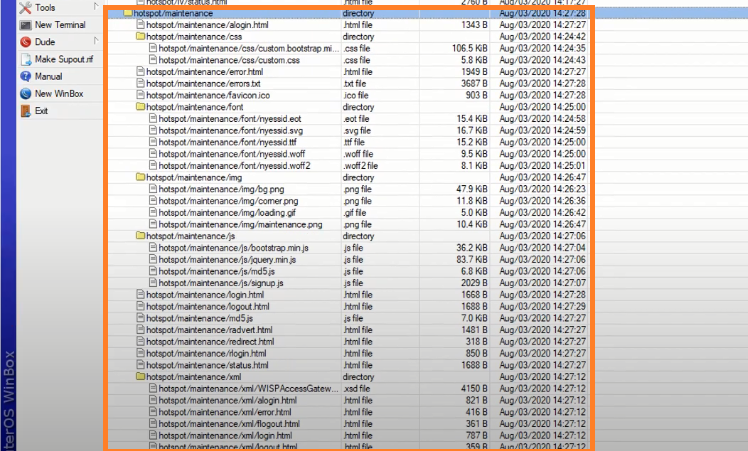 hotspot/lv/status.html .html file 2760 B Aug/03/2020 14:17:27
Tools hotspot/maintenance directory Aug/03/2020 14:27:28
New Terminal hotspot/maintenance/alogin.html .html file 1343 B Aug/03/2020 14:27:27
Dude hotspot/maintenance/css directory Aug/03/2020 14:24:42
hotspot/maintenance/css/custom.bootstrap.mi... .css file 106.5 KiB Aug/03/2020 14:24:35
Make Supout.rif hotspot/maintenance/css/custom.css .css file 5.8 KiB Aug/03/2020 14:24:43
Manual hotspot/maintenance/error.html .html file 1949 B Aug/03/2020 14:27:27
hotspot/maintenance/errors.txt .txt file 3687 B Aug/03/2020 14:27:28
New WinBox hotspot/maintenance/favicon.ico .ico file 903 B Aug/03/2020 14:27:28
Exit hotspot/maintenance/font directory Aug/03/2020 14:25:00
hotspot/maintenance/font/nyessid.eot .eot file 15.4 KiB Aug/03/2020 14:24:58
hotspot/maintenance/font/nyessid.svg .svg file 16.7 KiB Aug/03/2020 14:24:59
hotspot/maintenance/font/nyessid.ttf .ttf file 15.2 KiB Aug/03/2020 14:25:00
hotspot/maintenance/font/nyessid.woff .woff file 9.5 KiB Aug/03/2020 14:25:00
hotspot/maintenance/font/nyessid.woff2 .woff2 file 8.1 KiB Aug/03/2020 14:25:01
hotspot/maintenance/img directory Aug/03/2020 14:26:47
hotspot/maintenance/img/bg.png .png file 47.9 KiB Aug/03/2020 14:26:23
hotspot/maintenance/img/corner.png .png file 11.8 KiB Aug/03/2020 14:26:36
hotspot/maintenance/img/loading.gif .gif file 5.0 KiB Aug/03/2020 14:26:42
hotspot/maintenance/img/maintenance.png .png file 10.4 KiB Aug/03/2020 14:26:47
hotspot/maintenance/js directory Aug/03/2020 14:27:06
hotspot/maintenance/js/bootstrap.min.js .js file 36.2 KiB Aug/03/2020 14:27:04
hotspot/maintenance/js/jquery.min.js .js file 83.7 KiB Aug/03/2020 14:27:06
hotspot/maintenance/js/md5.js .js file 6.8 KiB Aug/03/2020 14:27:06
hotspot/maintenance/js/signup.js .js file 2029 B Aug/03/2020 14:27:07
hotspot/maintenance/login.html .html file 1668 B Aug/03/2020 14:27:28
hotspot/maintenance/logout.html .html file 1688 B Aug/03/2020 14:27:29
hotspot/maintenance/md5.js .js file 7.0 KiB Aug/03/2020 14:27:27
hotspot/maintenance/radvert.html .html file 1481 B Aug/03/2020 14:27:27
hotspot/maintenance/redirect.html .html file 318 B Aug/03/2020 14:27:27
hotspot/maintenance/rlogin.html .html file 850 B Aug/03/2020 14:27:27
hotspot/maintenance/status.html .html file 1688 B Aug/03/2020 14:27:27
hotspot/maintenance/xml directory Aug/03/2020 14:27:12
hotspot/maintenance/xml/WISPAccessGatew... .xsd file 4150 B Aug/03/2020 14:27:12
hotspot/maintenance/xml/alogin.html .html file 821 B Aug/03/2020 14:27:12
hotspot/maintenance/xml/error.html .html file 416 B Aug/03/2020 14:27:12
hotspot/maintenance/xml/flogout.html .html file 361 B Aug/03/2020 14:27:12
hotspot/maintenance/xml/login.html .html file 787 B Aug/03/2020 14:27:12
hotspot/maintenance/xml/logout.html .html file 359 B Aug/03/2020 14:27:12
terOS WinBox